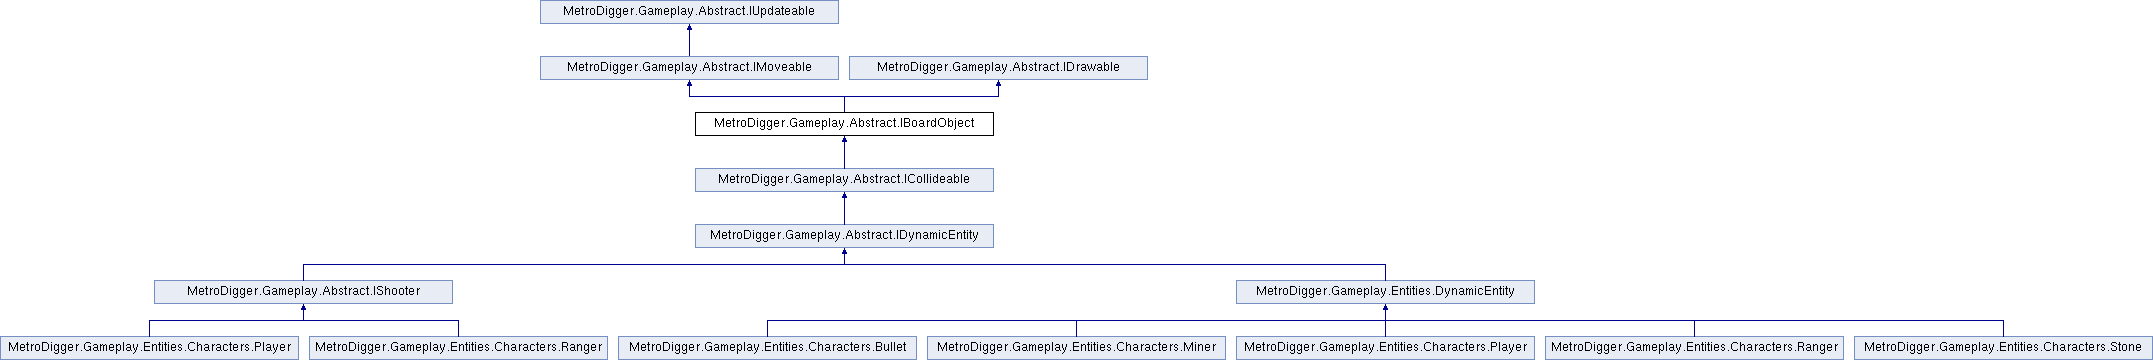 MetroDigger.Gameplay.Abstract.IUpdateable
MetroDigger.Gameplay.Abstract.IMoveable
MetroDigger.Gameplay.Abstract.IDrawable
MetroDigger.Gameplay.Abstract.IBoardObject
MetroDigger.Gameplay.Abstract.ICollideable
MetroDigger.Gameplay.Abstract.IDynamicEntity
MetroDigger.Gameplay.Abstract.IShooter
MetroDigger.Gameplay.Entities.DynamicEntity
MetroDigger.Gameplay.Entities.Characters.Player
MetroDigger.Gameplay.Entities.Characters.Ranger
MetroDigger.Gameplay.Entities.Characters.Bullet
MetroDigger.Gameplay.Entities.Characters.Miner
MetroDigger.Gameplay.Entities.Characters.Player
MetroDigger.Gameplay.Entities.Characters.Ranger
MetroDigger.Gameplay.Entities.Characters.Stone